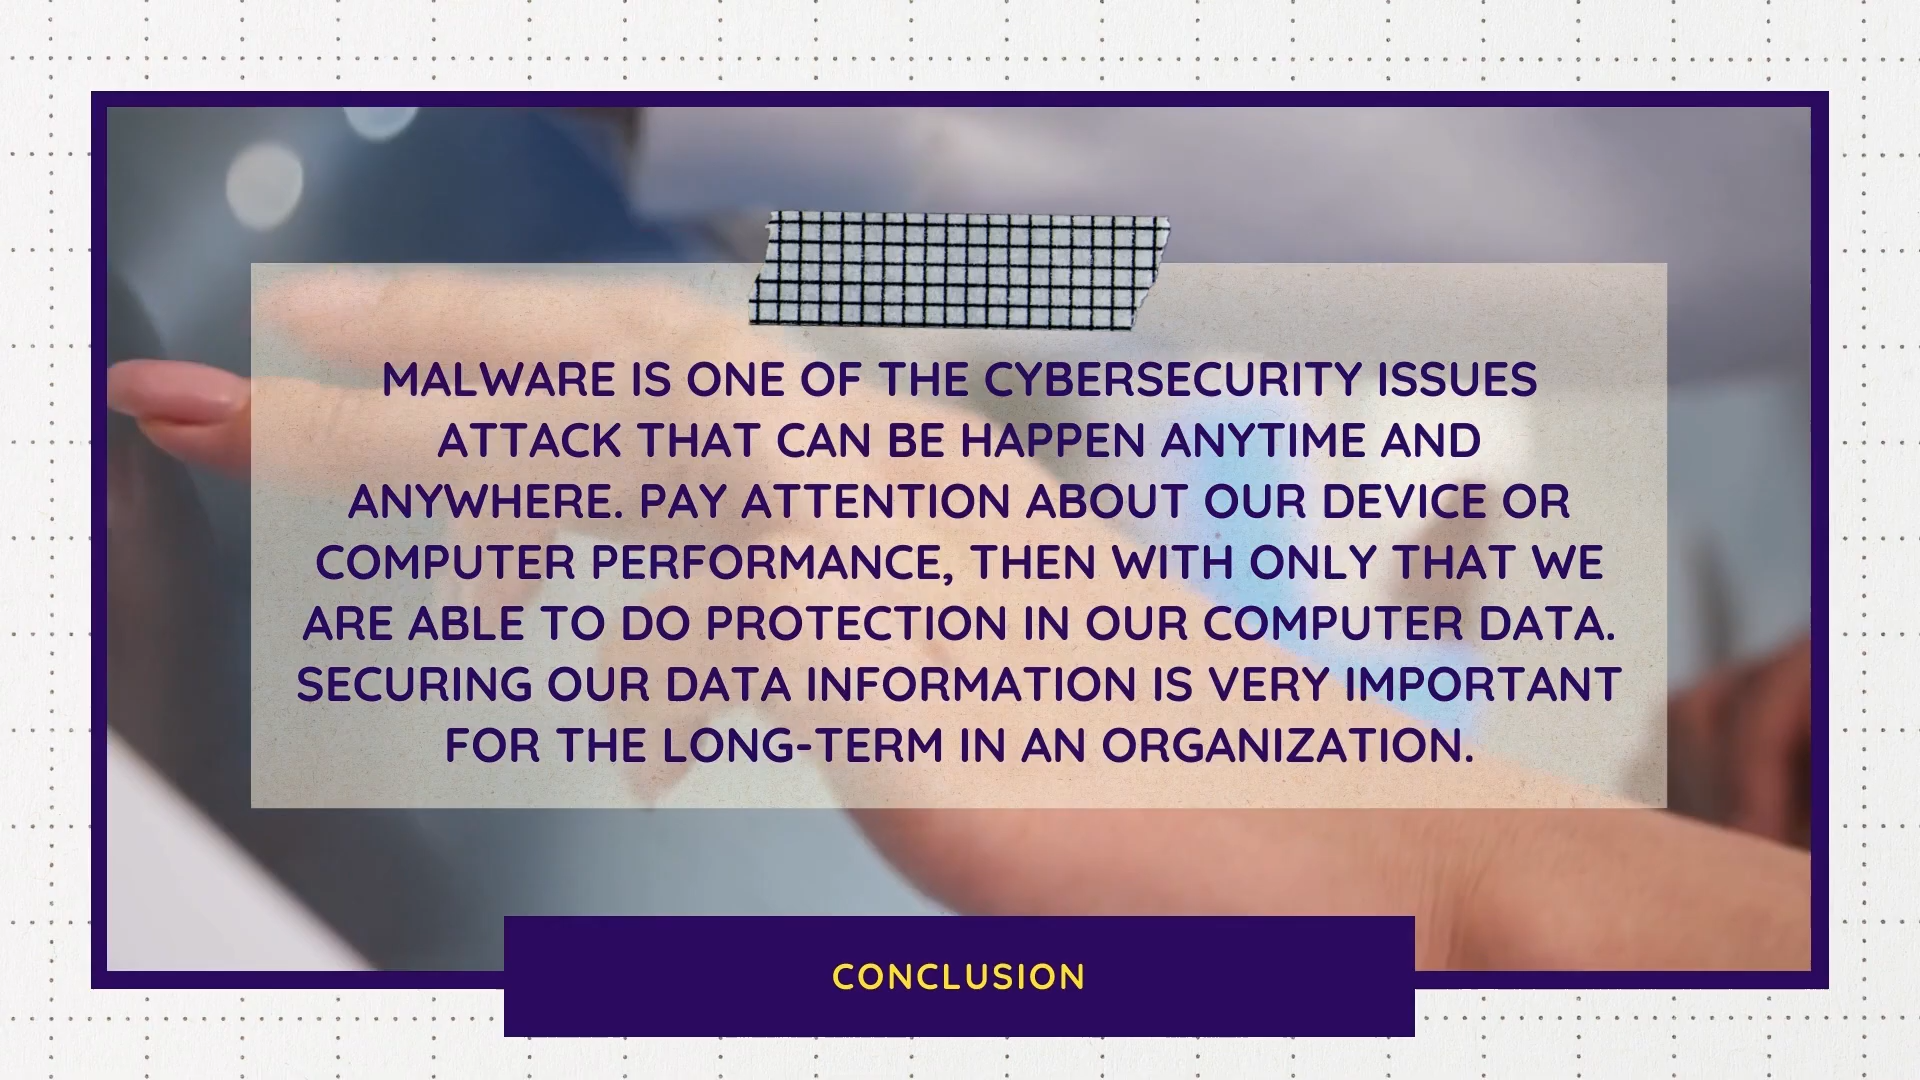 MALWARE IS ONE OF THE CYBERSECURITY ISSUES
ATTACK THAT CAN BE HAPPEN ANYTIME AND
ANYWHERE. PAY ATTENTION ABOUT OUR DEVICE OR
COMPUTER PERFORMANCE, THEN WITH ONLY THAT WE
ARE ABLE TO DO PROTECTION IN OUR COMPUTER DATA.
SECURING OUR DATA INFORMATION IS VERY IMPORTANT
FOR THE LONG-TERM IN AN ORGANIZATION.
CONCLUSION